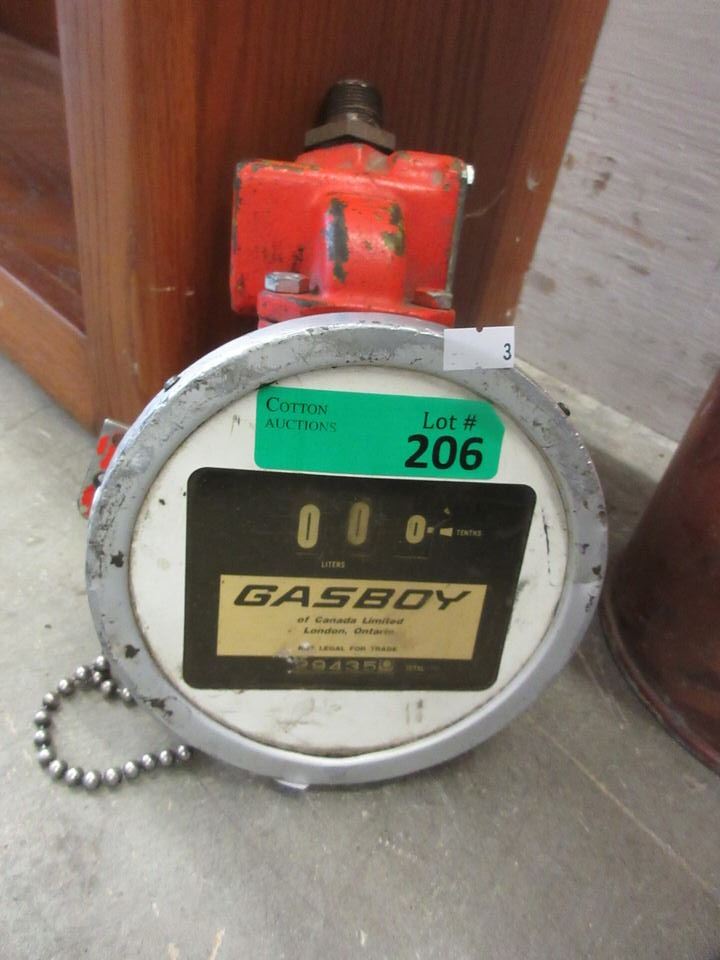 3
COTTON
AUCTIONS
Lot #
206
0 0 0 TENTHS
LITERS
GASBOY
of Canada Limited
London, Ontario
NOT LEGAL FOR TRADE
TOTAL